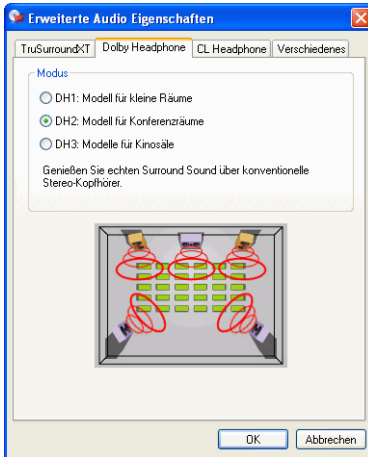 Erweiterte Audio Eigenschaften
TruSurroundXT
Dolby Headphone
CL Headphone
Verschiedenes
Modus
DH1: Modell für kleine Räume
DH2: Modell für Konferenzräume
DH3: Modelle für Kinosäle
Genießen Sie echten Surround Sound über konventionelle
Stereo-Kopfhörer.
OK
Abbrechen